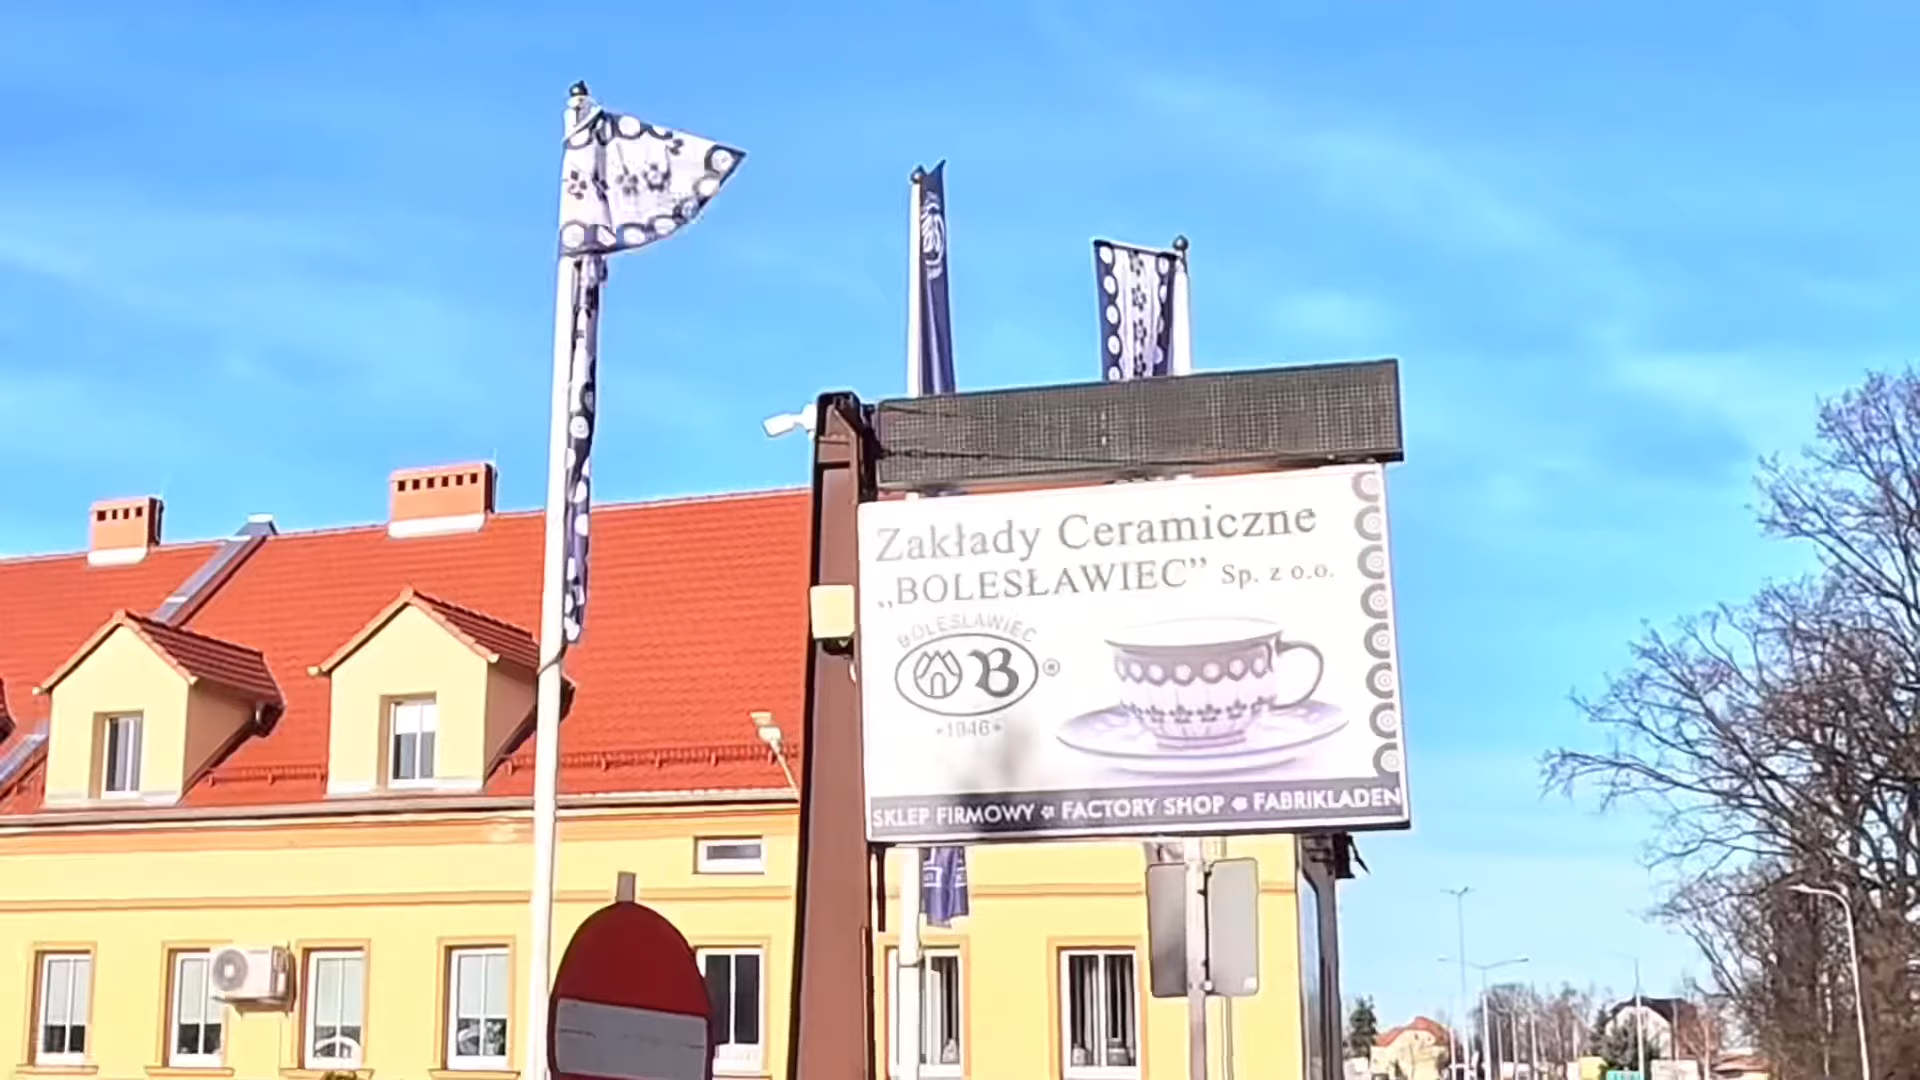 Zakłady Ceramiczne
„BOLESŁAWIEC” Sp. z o.o.
BOLESŁAWIEC
B ®
*1946*
SKLEP FIRMOWY FACTORY SHOP FABRIKLADEN